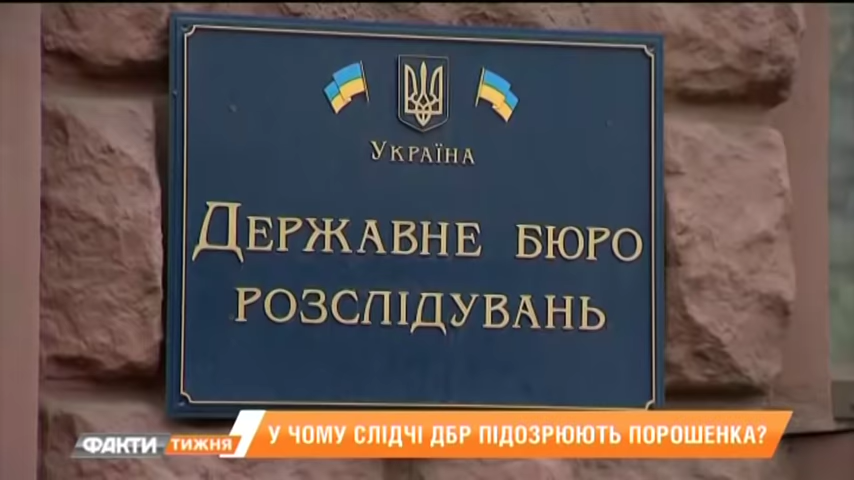 Україна
Державне бюро
розслідувань
У ЧОМУ СЛІДЧІ ДБР ПІДОЗРЮЮТЬ ПОРОШЕНКА?
ФАКТИ ТИЖНЯ